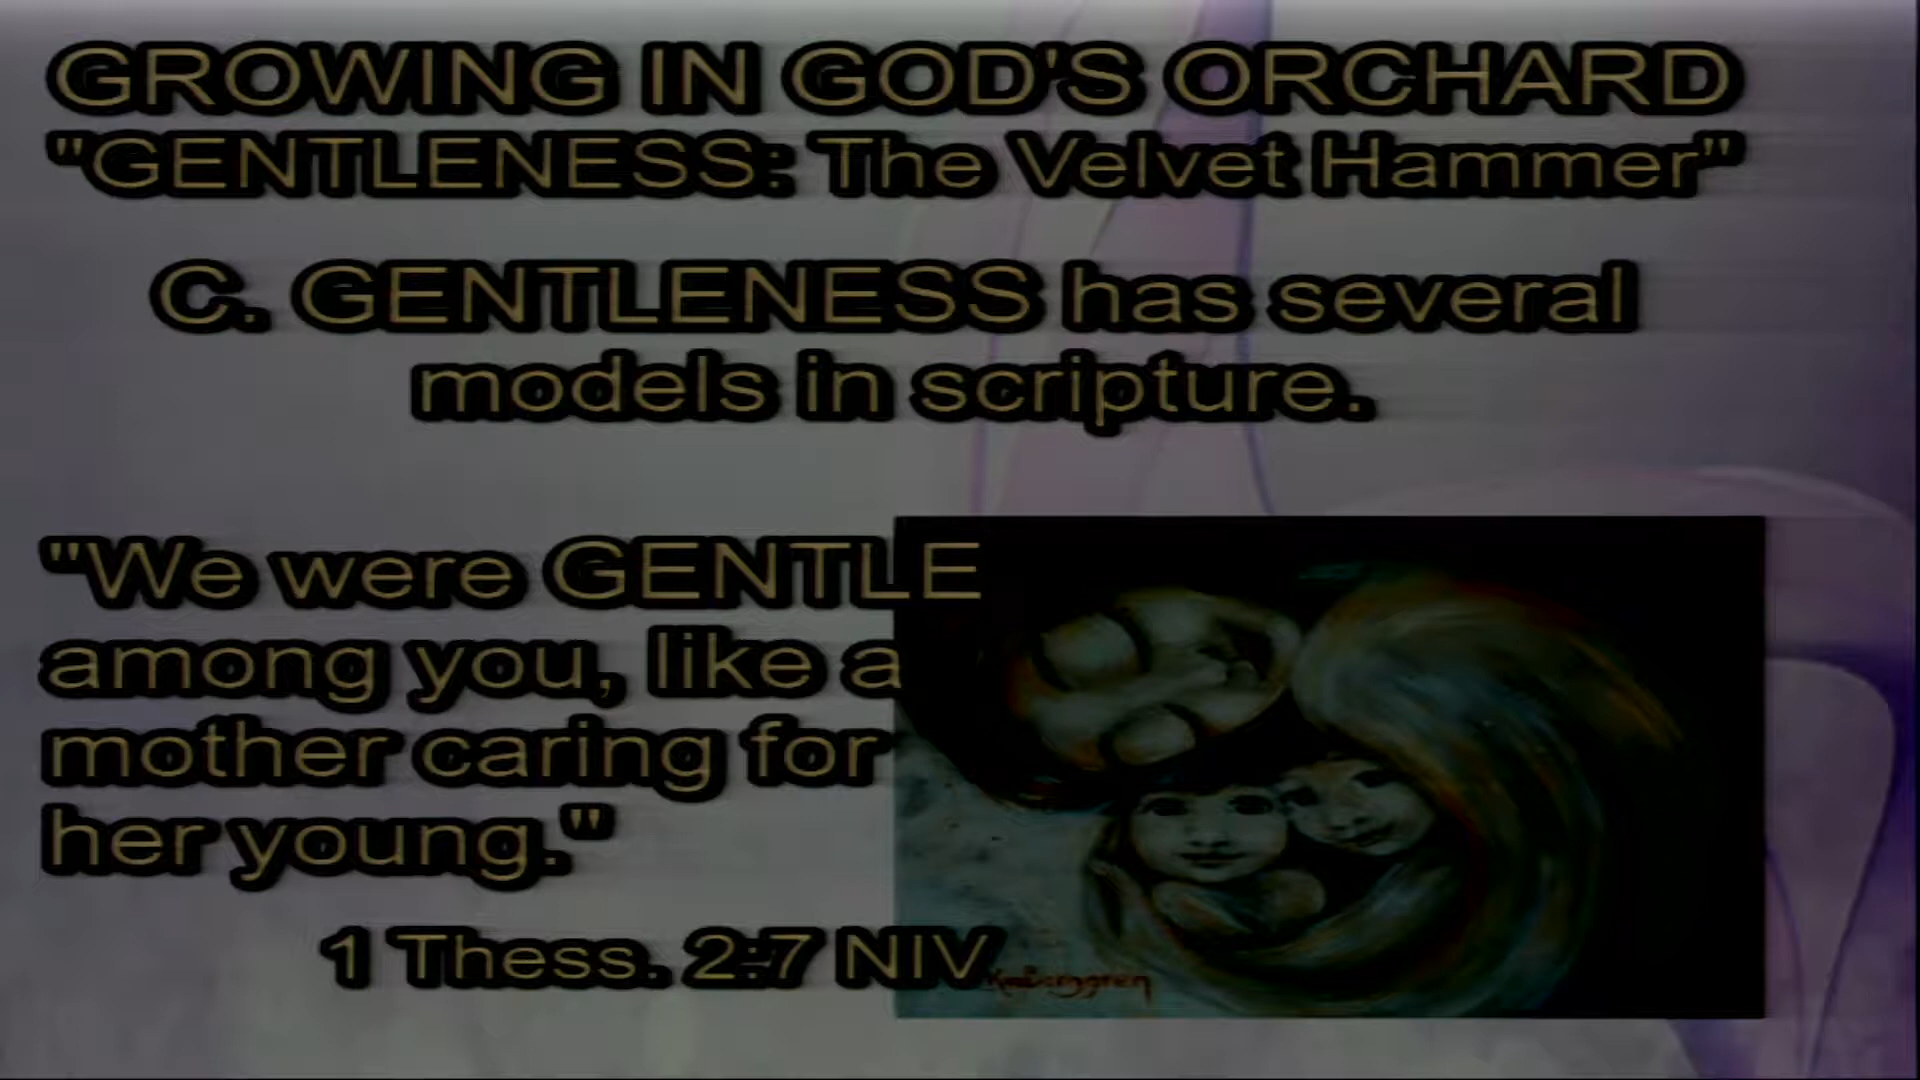 GROWING IN GOD'S ORCHARD
"GENTLENESS: The Velvet Hammer"
C. GENTLENESS has several
models in scripture.
"We were GENTLE
among you, like a
mother caring for
her young."
1 Thess. 2:7 NIV